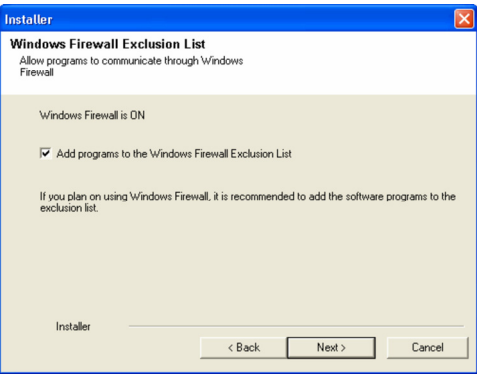 Installer
Windows Firewall Exclusion List
Allow programs to communicate through Windows
Firewall
Windows Firewall is ON
Add programs to the Windows Firewall Exclusion List
If you plan on using Windows Firewall, it is recommended to add the software programs to the
exclusion list.
Installer
< Back
Next >
Cancel